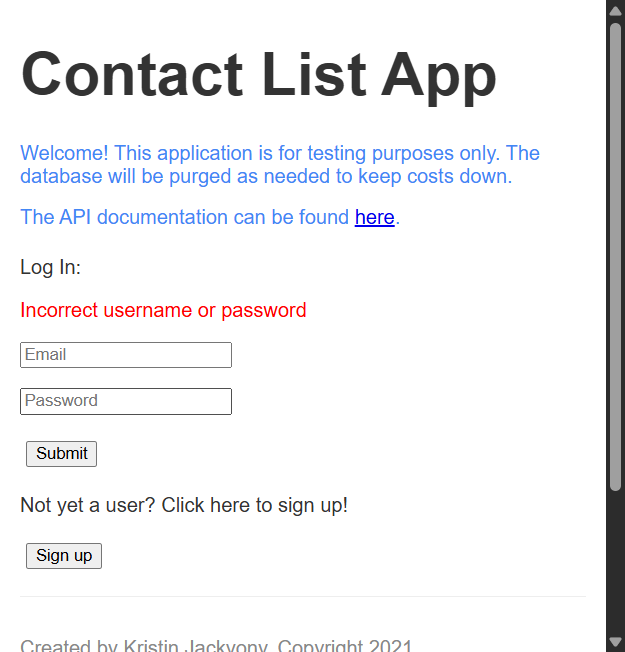 Contact List App
Welcome! This application is for testing purposes only. The
database will be purged as needed to keep costs down.
The API documentation can be found here.
Log In:
Incorrect username or password
Email
Password
Submit
Not yet a user? Click here to sign up!
Sign up
Created by Kristin Jackvony, Copyright 2021